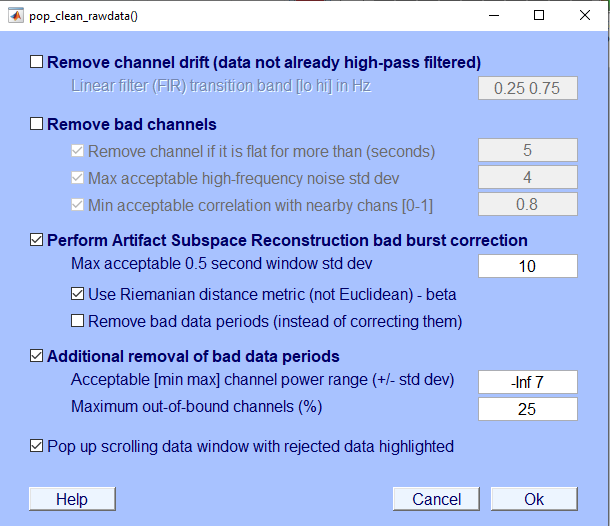 pop_clean_rawdata()
Remove channel drift (data not already high-pass filtered)
Linear filter (FIR) transition band [lo hi] in Hz 0.25 0.75
Remove bad channels
Remove channel if it is flat for more than (seconds) 5
Max acceptable high-frequency noise std dev 4
Min acceptable correlation with nearby chans [0-1] 0.8
Perform Artifact Subspace Reconstruction bad burst correction
Max acceptable 0.5 second window std dev 10
Use Riemanian distance metric (not Euclidean) - beta
Remove bad data periods (instead of correcting them)
Additional removal of bad data periods
Acceptable [min max] channel power range (+/- std dev) -Inf 7
Maximum out-of-bound channels (%) 25
Pop up scrolling data window with rejected data highlighted
Help Cancel Ok